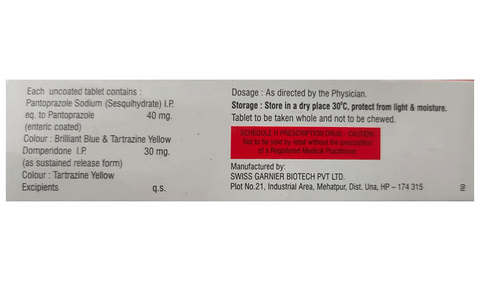 Each uncoated tablet contains :
Pantoprazole Sodium (Sesquihydrate) I.P.
eq. to Pantoprazole 40 mg.
(enteric coated)
Colour : Brilliant Blue & Tartrazine Yellow
Domperidone I.P. 30 mg.
(as sustained release form)
Colour : Tartrazine Yellow
Excipients q.s.
Dosage : As directed by the Physician.
Storage : Store in a dry place 30°C, protect from light & moisture.
Tablet to be taken whole and not to be chewed.
SCHEDULE H PRESCRIPTION DRUG - CAUTION
Not to be sold by retail without the prescription
of a Registered Medical Practitioner.
Manufactured by:
SWISS GARNIER BIOTECH PVT LTD.
Plot No.21, Industrial Area, Mehatpur, Dist. Una, HP – 174 315